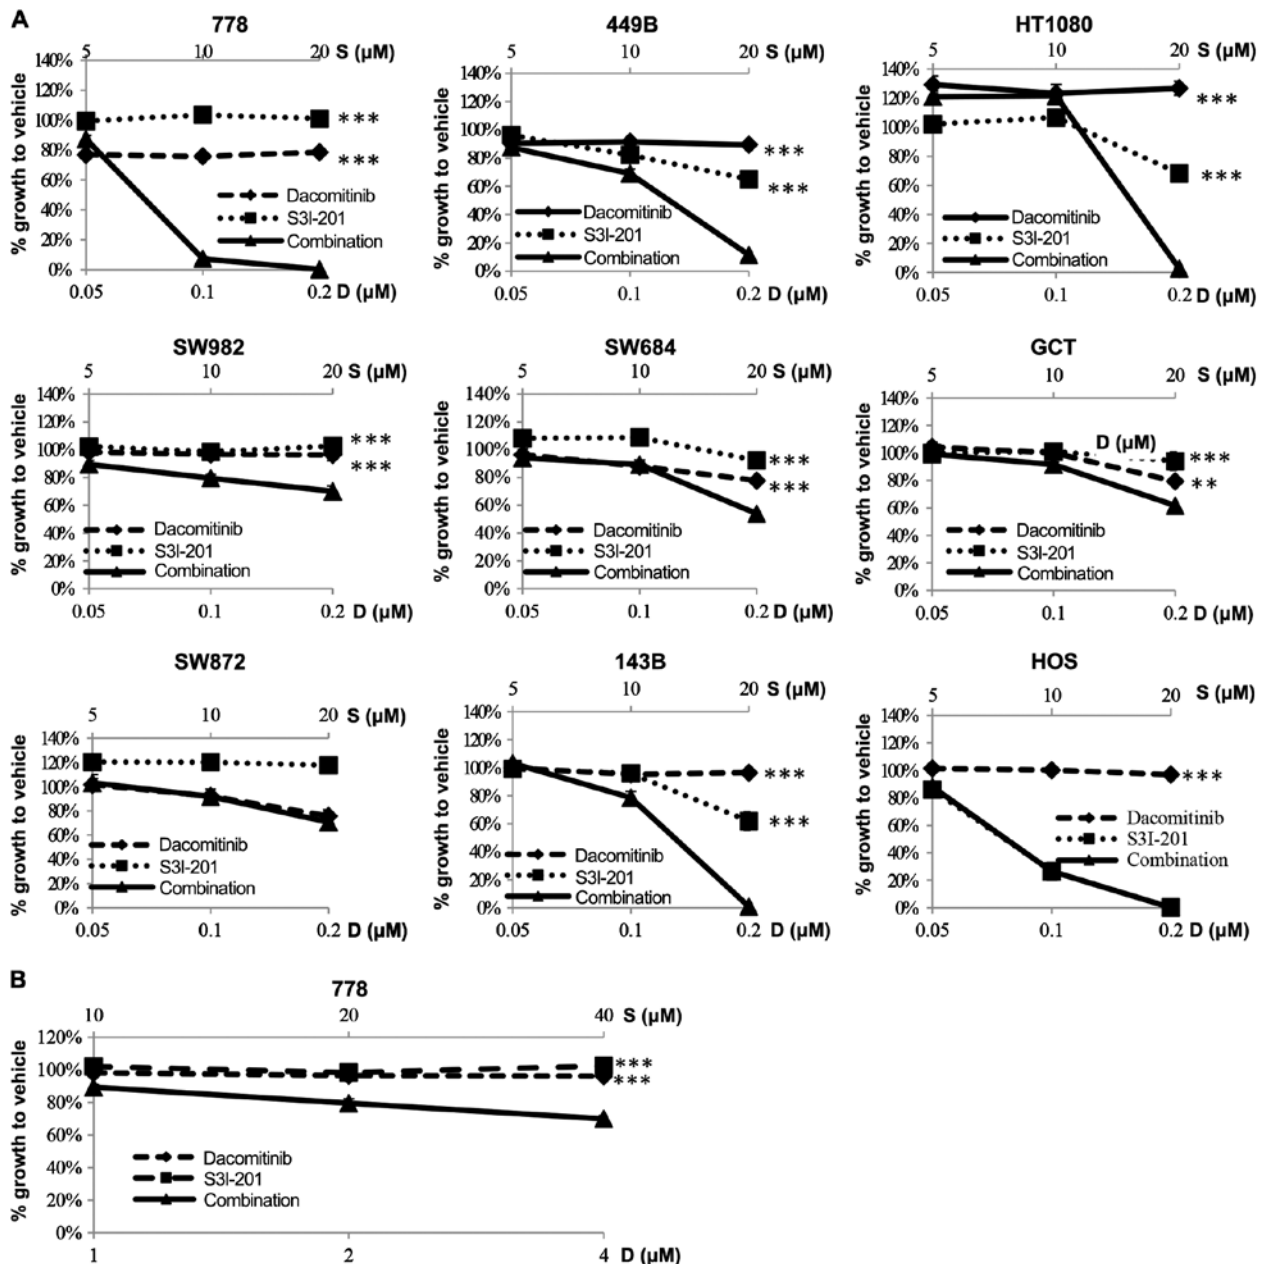 A
778
5 10 20 S (µM)
% growth to vehicle
140%
120%
100%
80%
60%
40%
20%
0%
Dacomitinib
S3I-201
Combination
0.05 0.1 0.2 D (µM)
449B
5 10 20 S (µM)
% growth to vehicle
140%
120%
100%
80%
60%
40%
20%
0%
Dacomitinib
S3I-201
Combination
0.05 0.1 0.2 D (µM)
***
***
***
***
HT1080
5 10 20 S (µM)
% growth to vehicle
140%
120%
100%
80%
60%
40%
20%
0%
***
***
Dacomitinib
S3I-201
Combination
0.05 0.1 0.2 D (µM)
SW982
5 10 20 S (µM)
% growth to vehicle
140%
120%
100%
80%
60%
40%
20%
0%
***
***
Dacomitinib
S3I-201
Combination
0.05 0.1 0.2 D (µM)
SW684
5 10 20 S (µM)
% growth to vehicle
140%
120%
100%
80%
60%
40%
20%
0%
***
***
Dacomitinib
S3I-201
Combination
0.05 0.1 0.2 D (µM)
GCT
5 10 20 S (µM)
% growth to vehicle
140%
120%
100%
80%
60%
40%
20%
0%
D (µM)
***
**
Dacomitinib
S3I-201
Combination
0.05 0.1 0.2 D (µM)
SW872
5 10 20 S (µM)
% growth to vehicle
140%
120%
100%
80%
60%
40%
20%
0%
Dacomitinib
S3I-201
Combination
0.05 0.1 0.2 D (µM)
143B
5 10 20 S (µM)
% growth to vehicle
140%
120%
100%
80%
60%
40%
20%
0%
***
***
Dacomitinib
S3I-201
Combination
0.05 0.1 0.2 D (µM)
HOS
5 10 20 S (µM)
% growth to vehicle
140%
120%
100%
80%
60%
40%
20%
0%
***
Dacomitinib
S3I-201
Combination
0.05 0.1 0.2 D (µM)
B
778
10 20 40 S (µM)
% growth to vehicle
120%
100%
80%
60%
40%
20%
0%
***
***
Dacomitinib
S3I-201
Combination
1 2 4 D (µM)